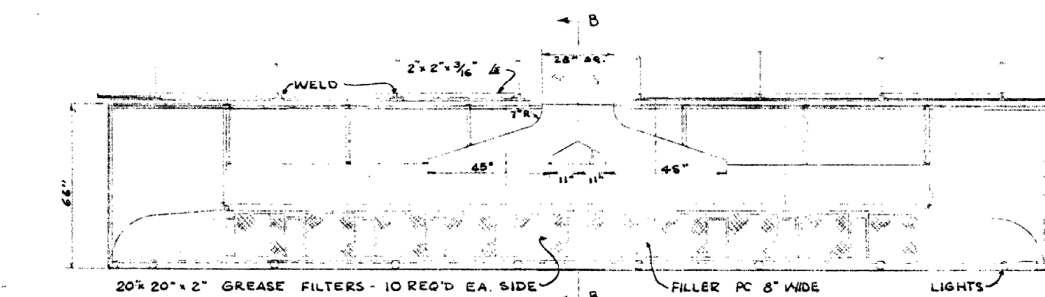 B
28" SQ.
2" x 2" x 3/16" Ls
WELD
7" R.
45"
11" 11"
45"
66"
20" x 20" x 2" GREASE FILTERS - 10 REQ'D EA. SIDE
FILLER PC 8" WIDE
LIGHTS
B